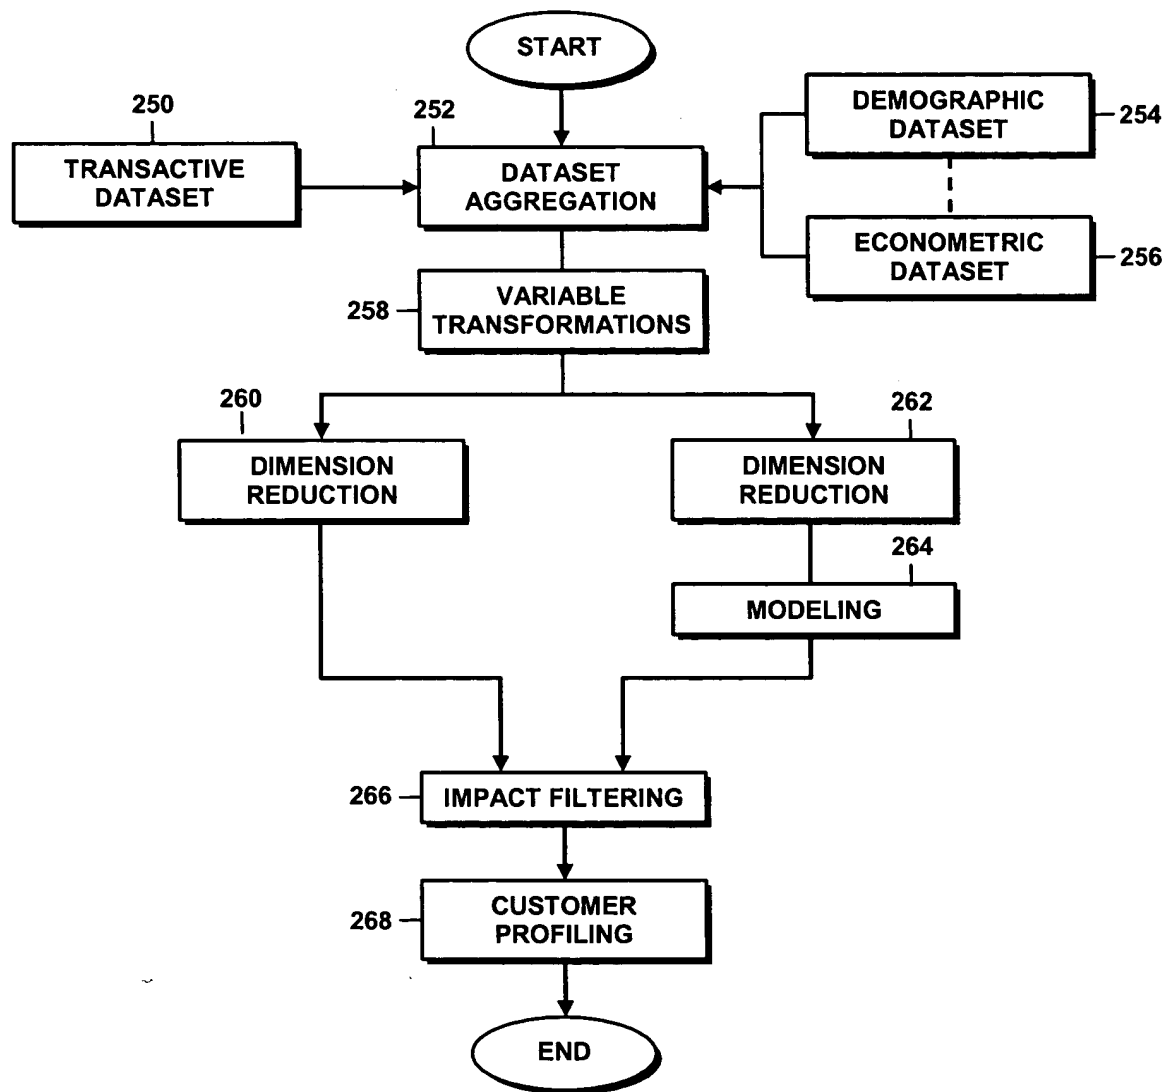 START
250
252
TRANSACTIVE
DATASET
DATASET
AGGREGATION
DEMOGRAPHIC
DATASET
254
ECONOMETRIC
DATASET
256
258
VARIABLE
TRANSFORMATIONS
260
262
DIMENSION
REDUCTION
DIMENSION
REDUCTION
264
MODELING
266
IMPACT FILTERING
268
CUSTOMER
PROFILING
END